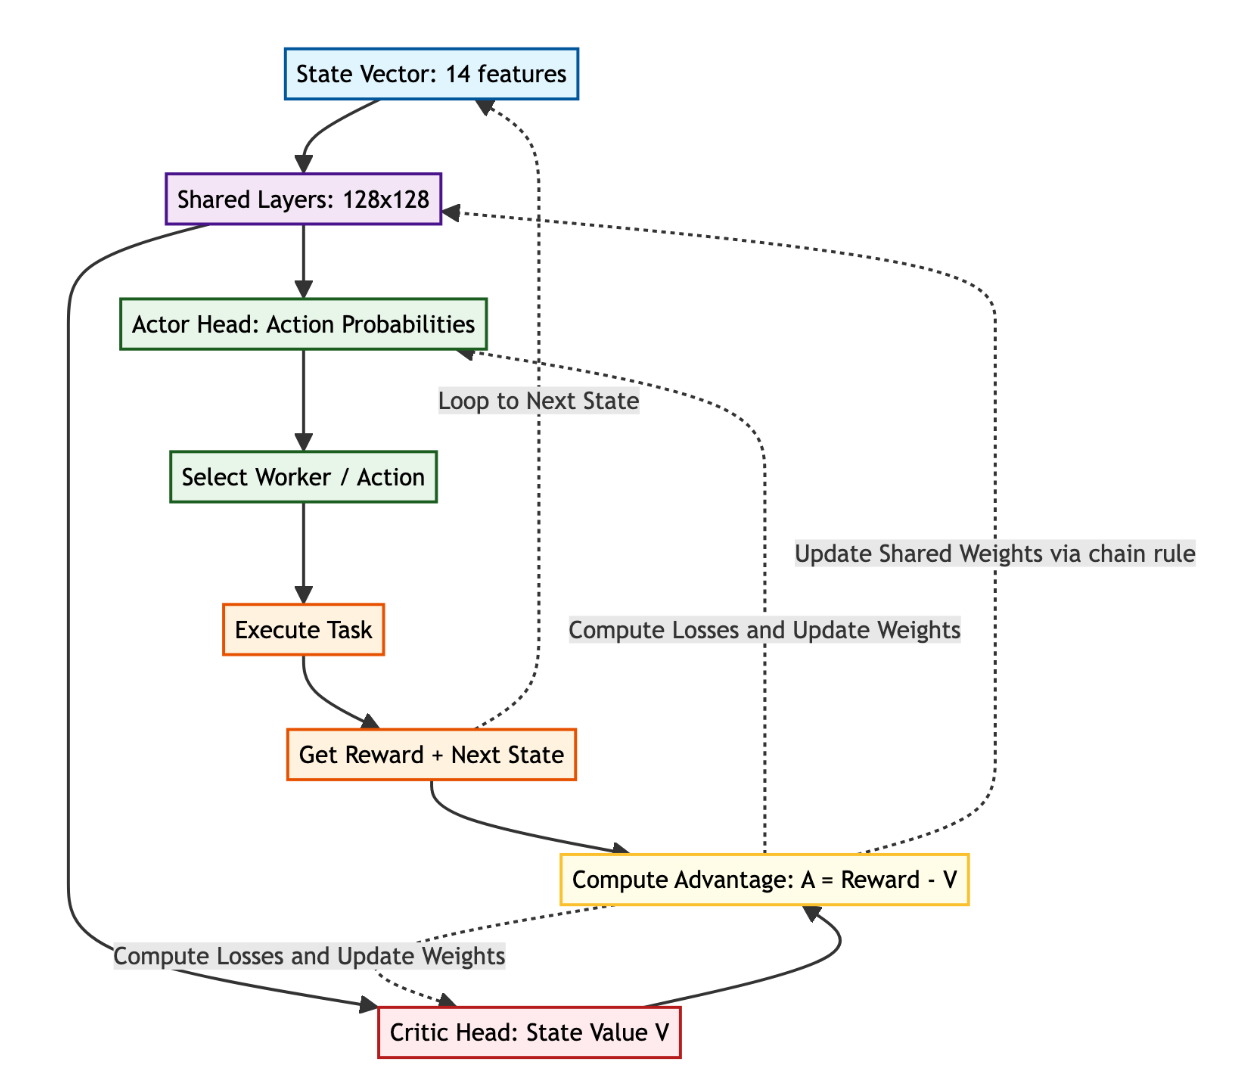 State Vector: 14 features
Shared Layers: 128x128
Actor Head: Action Probabilities
Loop to Next State
Select Worker / Action
Update Shared Weights via chain rule
Execute Task
Compute Losses and Update Weights
Get Reward + Next State
Compute Advantage: A = Reward - V
Compute Losses and Update Weights
Critic Head: State Value V